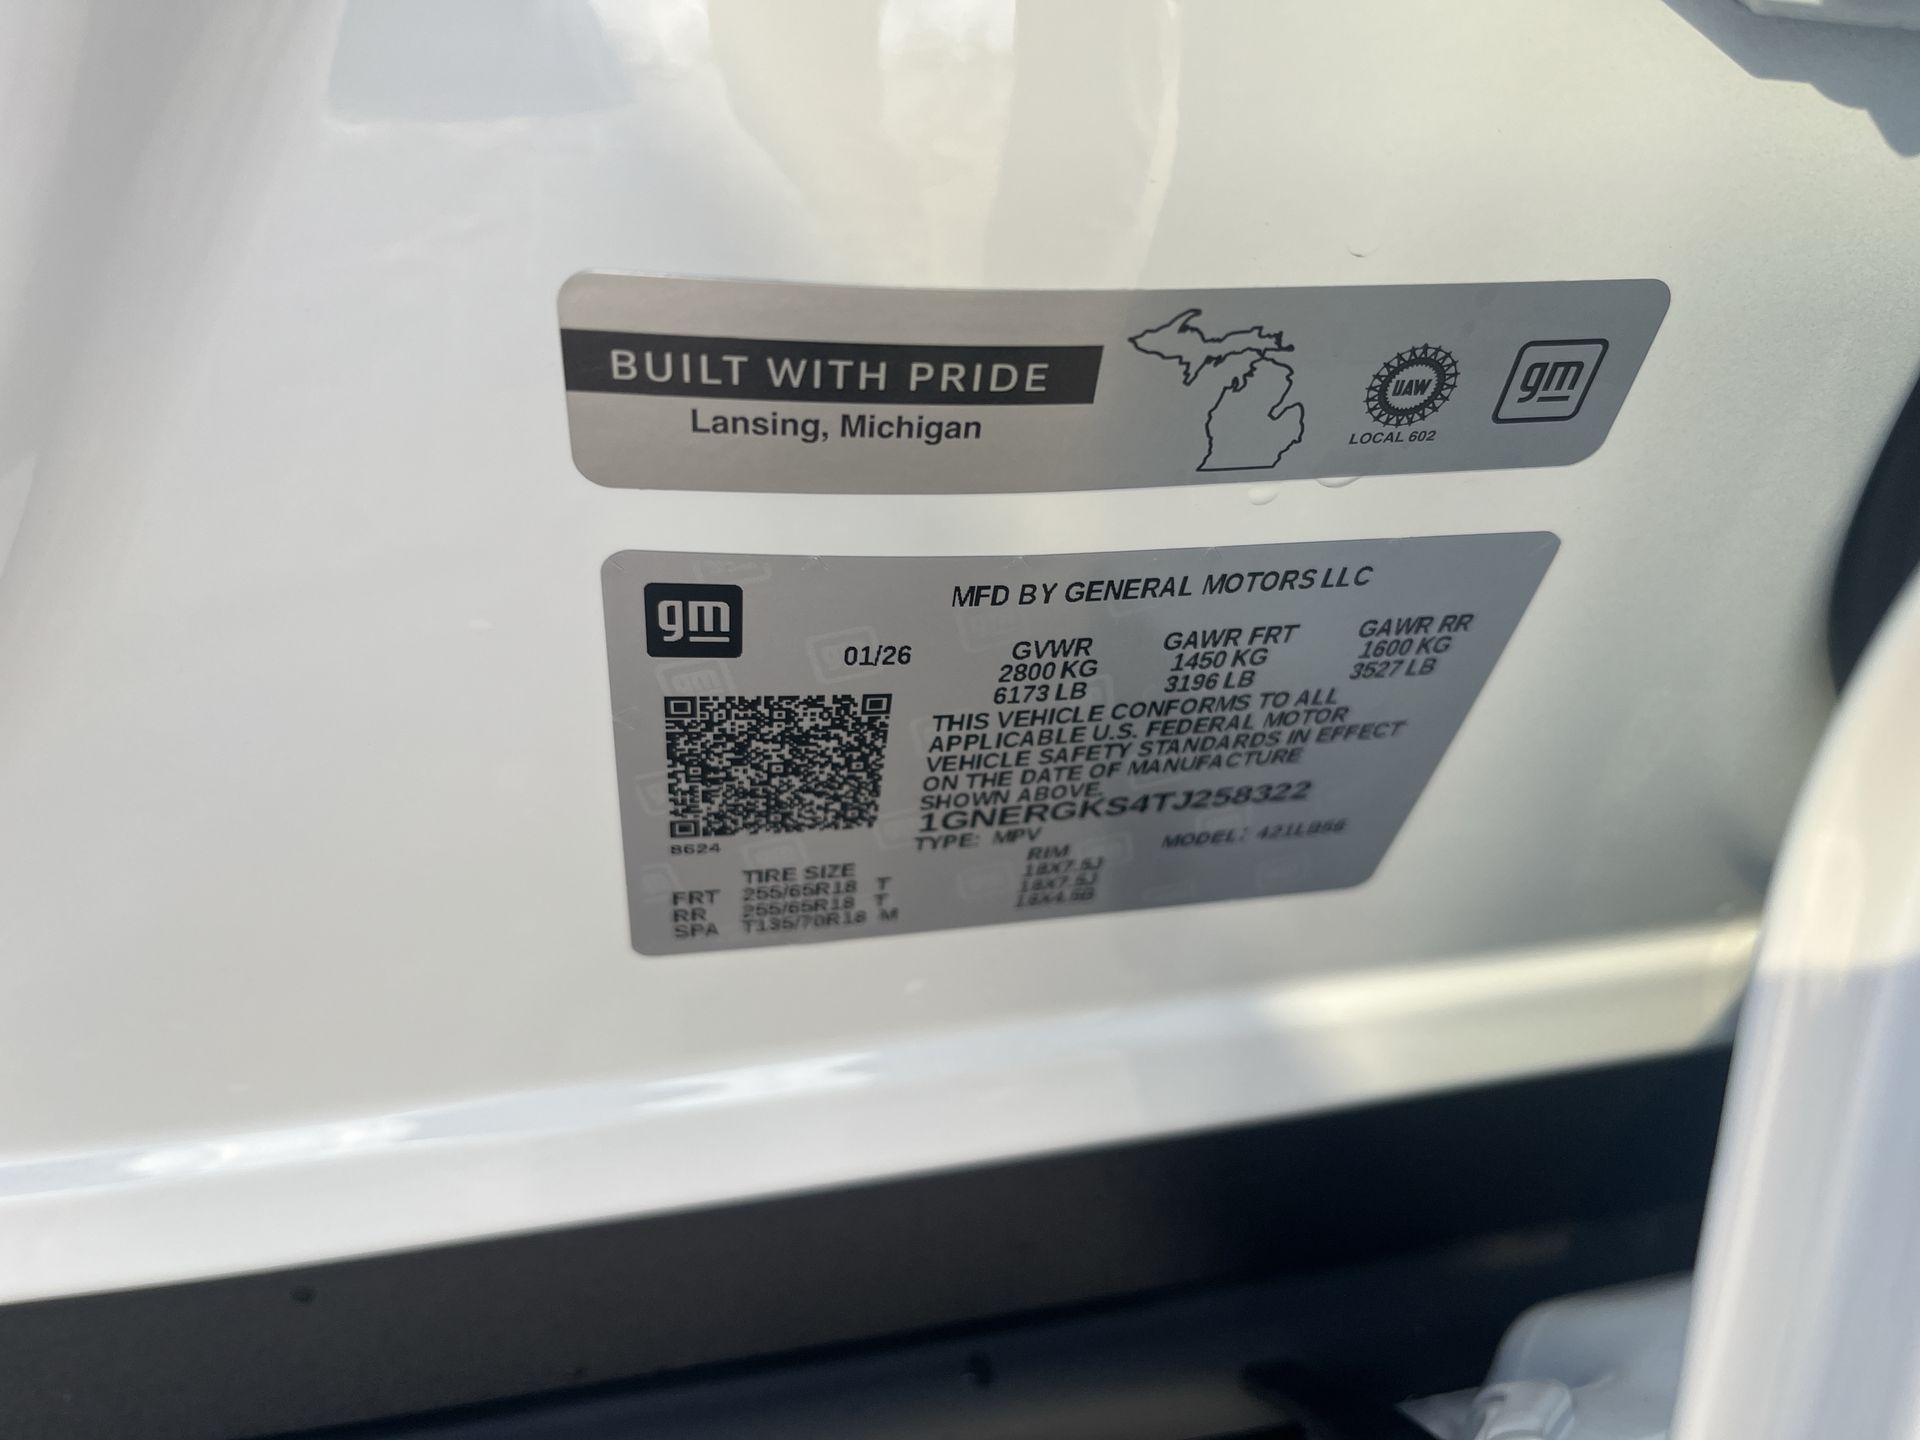 BUILT WITH PRIDE
Lansing, Michigan
UAW
LOCAL 602
gm
gm
MFD BY GENERAL MOTORS LLC
01/26
GVWR GAWR FRT GAWR RR
2800 KG 1450 KG 1600 KG
6173 LB 3196 LB 3527 LB
THIS VEHICLE CONFORMS TO ALL
APPLICABLE U.S. FEDERAL MOTOR
VEHICLE SAFETY STANDARDS IN EFFECT
ON THE DATE OF MANUFACTURE
SHOWN ABOVE.
1GNERGKS4TJ258322
TYPE: MPV MODEL:
8624
TIRE SIZE RIM
FRT 255/65R18 T 18X7.5J
RR 255/65R18 T 18X7.5J
SPA T135/70R18 M 18X4.5B